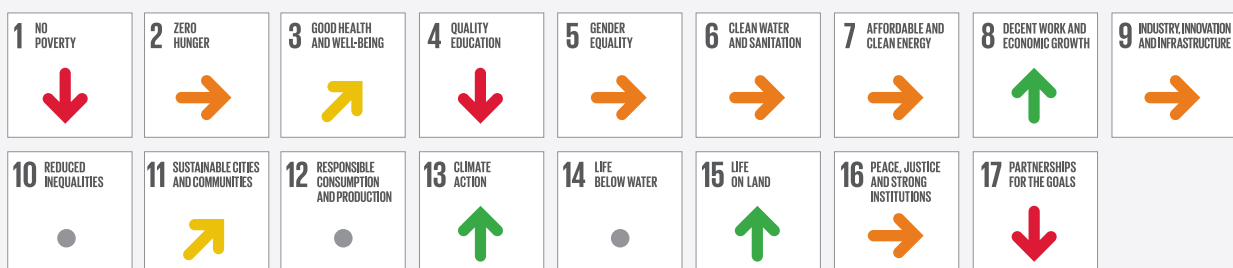 1 NO
POVERTY
2 ZERO
HUNGER
3 GOOD HEALTH
AND WELL-BEING
4 QUALITY
EDUCATION
5 GENDER
EQUALITY
6 CLEAN WATER
AND SANITATION
7 AFFORDABLE AND
CLEAN ENERGY
8 DECENT WORK AND
ECONOMIC GROWTH
9 INDUSTRY, INNOVATION
AND INFRASTRUCTURE
10 REDUCED
INEQUALITIES
11 SUSTAINABLE CITIES
AND COMMUNITIES
12 RESPONSIBLE
CONSUMPTION
AND PRODUCTION
13 CLIMATE
ACTION
14 LIFE
BELOW WATER
15 LIFE
ON LAND
16 PEACE, JUSTICE
AND STRONG
INSTITUTIONS
17 PARTNERSHIPS
FOR THE GOALS